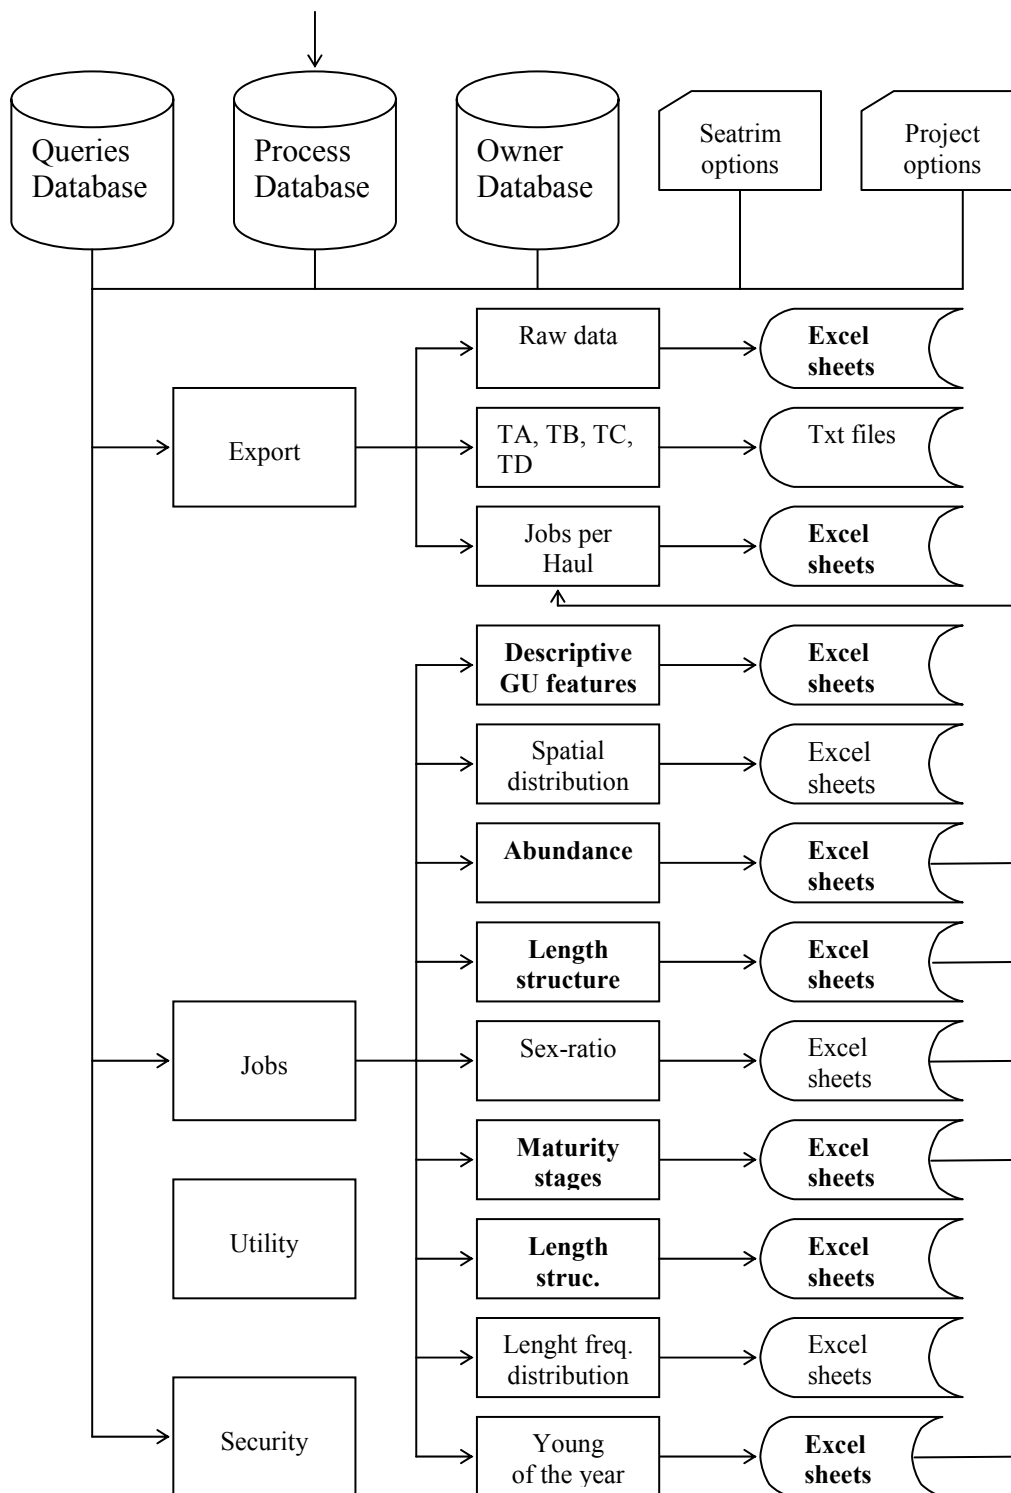 Queries
Database
Process
Database
Owner
Database
Seatrim
options
Project
options
Raw data
Excel
sheets
Export
TA, TB, TC,
TD
Txt files
Jobs per
Haul
Excel
sheets
Descriptive
GU features
Excel
sheets
Spatial
distribution
Excel
sheets
Abundance
Excel
sheets
Length
structure
Excel
sheets
Jobs
Sex-ratio
Excel
sheets
Maturity
stages
Excel
sheets
Utility
Length
struc.
Excel
sheets
Lenght freq.
distribution
Excel
sheets
Security
Young
of the year
Excel
sheets